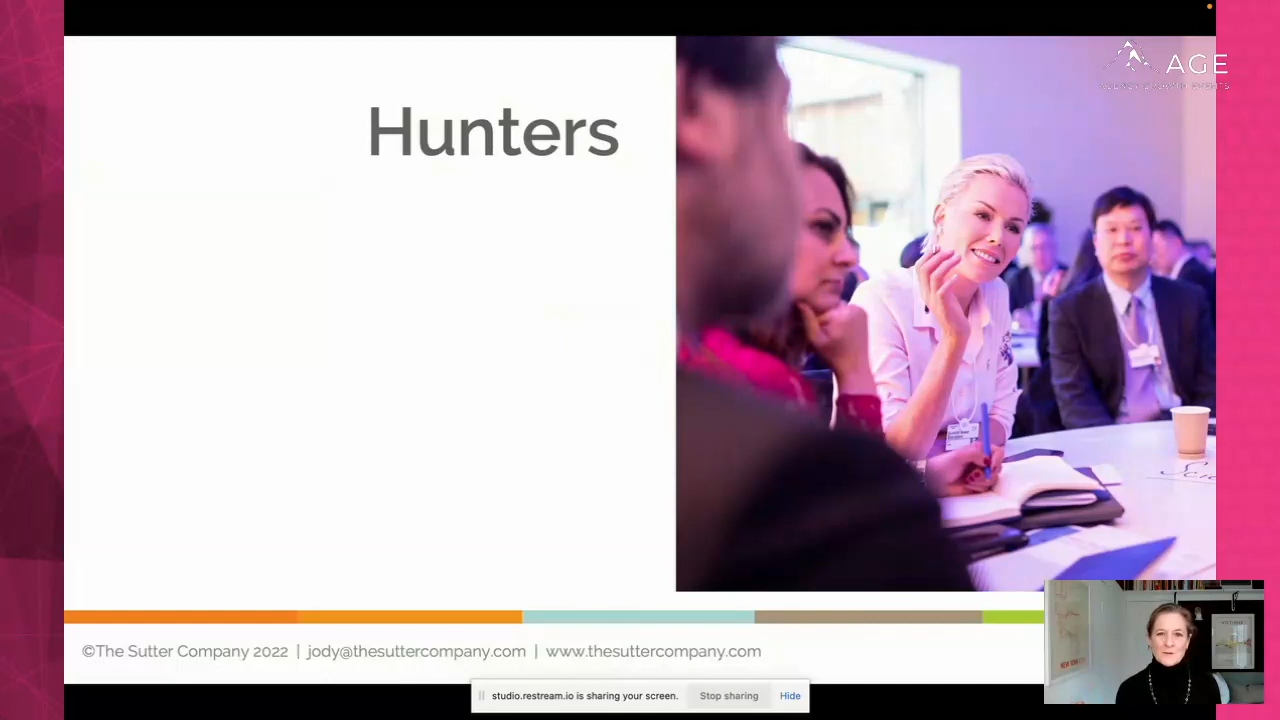 Hunters
AGE
©The Sutter Company 2022 | jody@thesuttercompany.com | www.thesuttercompany.com
studio.restream.io is sharing your screen.
Stop sharing
Hide